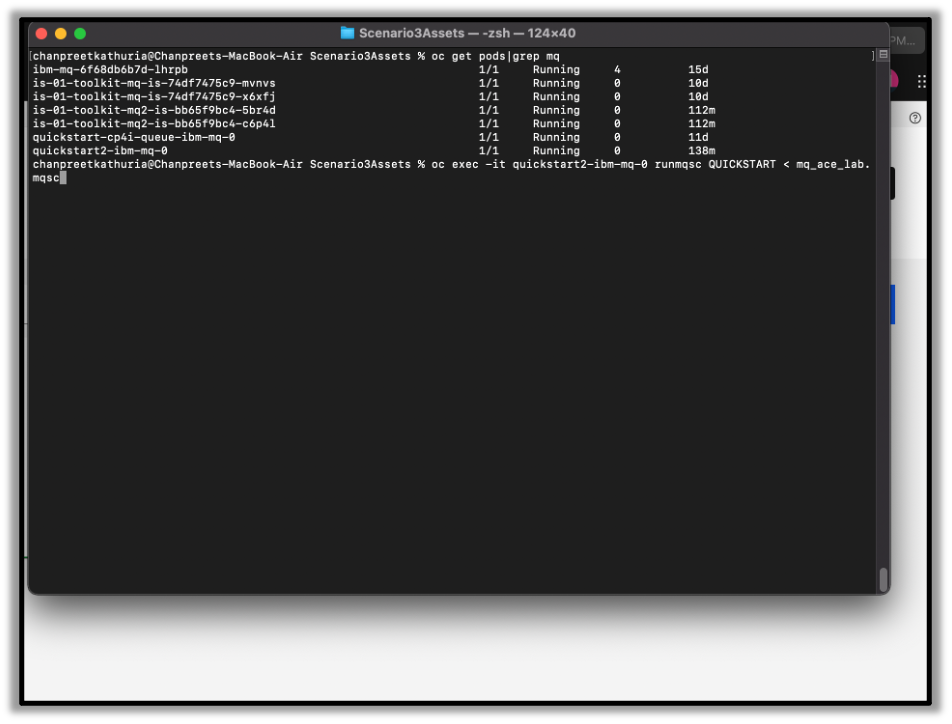 Scenario3Assets — -zsh — 124×40
PM...
[chanpreetkathuria@Chanpreets-MacBook-Air Scenario3Assets % oc get pods|grep mq ]
ibm-mq-6f68db6b7d-lhrpb 1/1 Running 4 15d
is-01-toolkit-mq-is-74df7475c9-mvnvs 1/1 Running 0 10d
is-01-toolkit-mq-is-74df7475c9-x6xfj 1/1 Running 0 10d
is-01-toolkit-mq2-is-bb65f9bc4-5br4d 1/1 Running 0 112m
is-01-toolkit-mq2-is-bb65f9bc4-c6p4l 1/1 Running 0 112m
quickstart-cp4i-queue-ibm-mq-0 1/1 Running 0 11d
quickstart2-ibm-mq-0 1/1 Running 0 138m
chanpreetkathuria@Chanpreets-MacBook-Air Scenario3Assets % oc exec -it quickstart2-ibm-mq-0 runmqsc QUICKSTART < mq_ace_lab.
mqsc